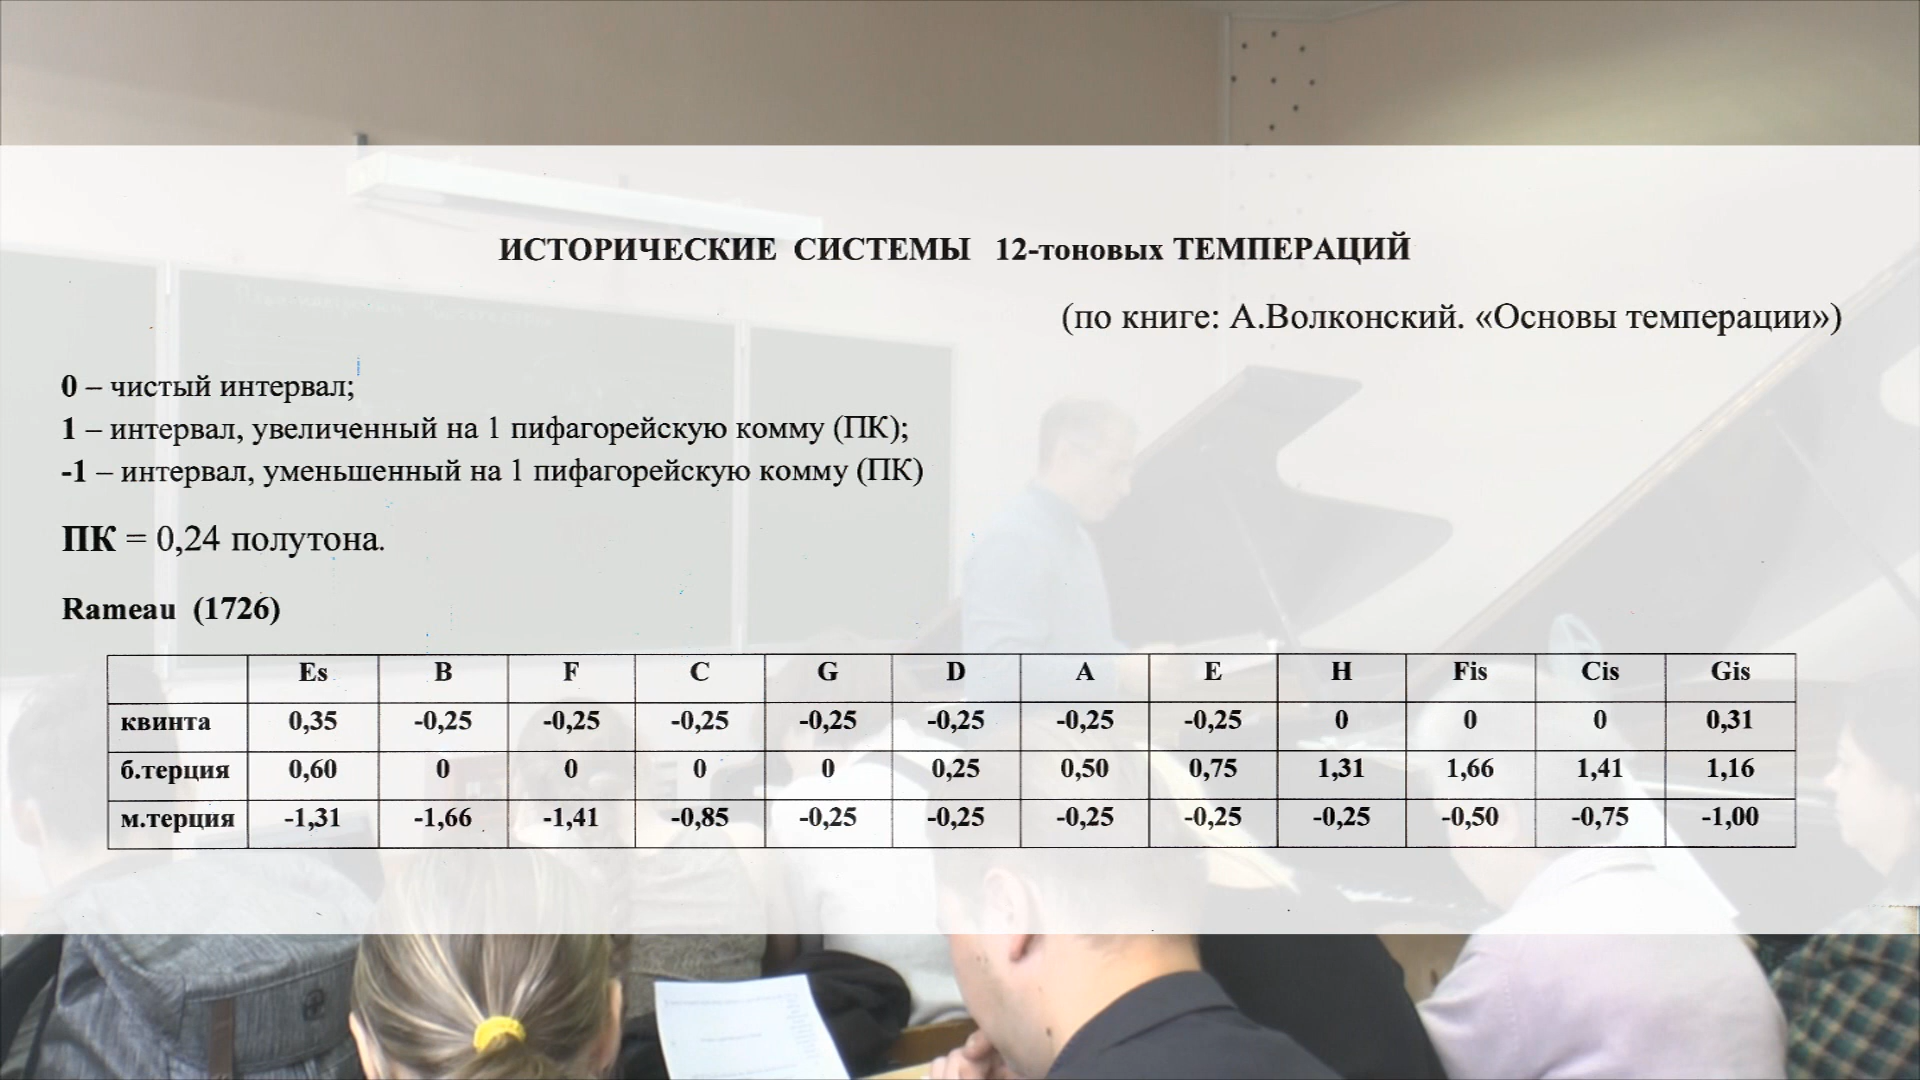 ИСТОРИЧЕСКИЕ СИСТЕМЫ 12-тоновых ТЕМПЕРАЦИЙ
(по книге: А.Волконский. «Основы темперации»)
0 – чистый интервал;
1 – интервал, увеличенный на 1 пифагорейскую комму (ПК);
-1 – интервал, уменьшенный на 1 пифагорейскую комму (ПК)
ПК = 0,24 полутона.
Rameau (1726)
Es B F C G D A E H Fis Cis Gis
квинта 0,35 -0,25 -0,25 -0,25 -0,25 -0,25 -0,25 -0,25 0 0 0 0,31
б.терция 0,60 0 0 0 0 0,25 0,50 0,75 1,31 1,66 1,41 1,16
м.терция -1,31 -1,66 -1,41 -0,85 -0,25 -0,25 -0,25 -0,25 -0,25 -0,50 -0,75 -1,00